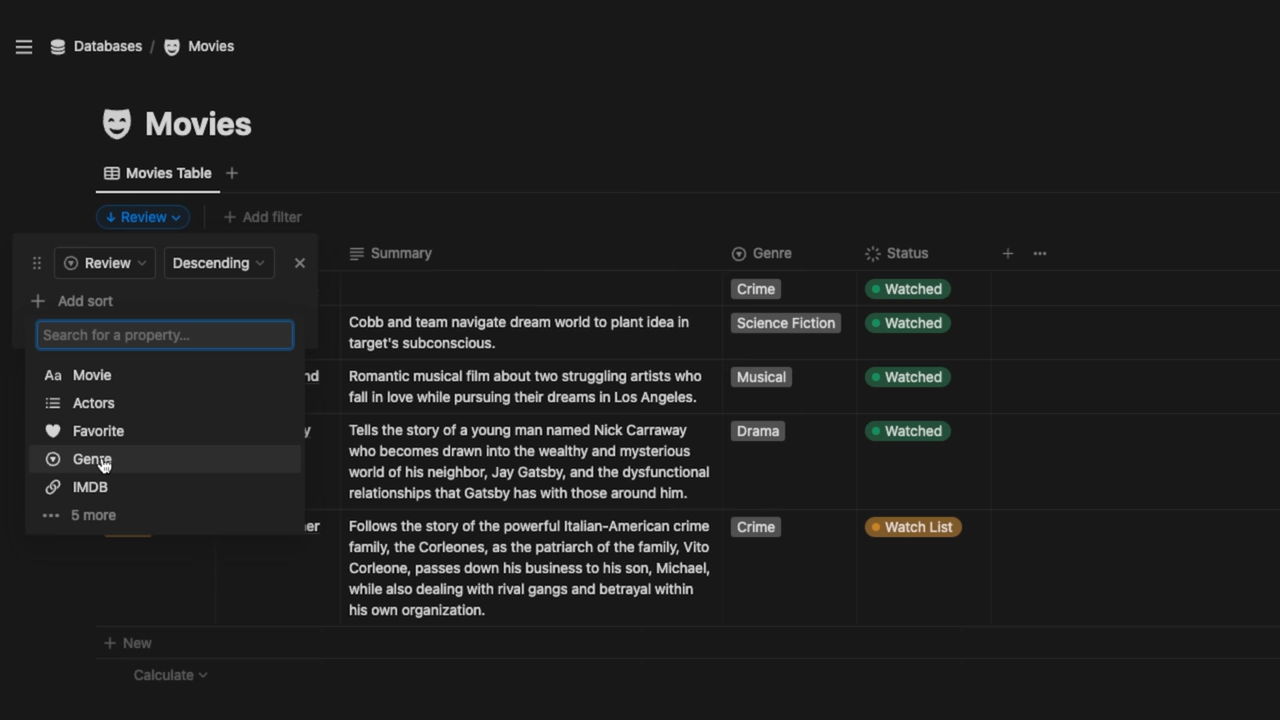 Databases / Movies
Movies
Movies Table
Review
Add filter
Review Descending
Add sort
Search for a property...
Aa Movie
Actors
Favorite
Genre
IMDB
5 more
Summary Genre Status
Crime Watched
Cobb and team navigate dream world to plant idea in
target's subconscious.
Science Fiction Watched
nd
Romantic musical film about two struggling artists who
fall in love while pursuing their dreams in Los Angeles.
Musical Watched
y
Tells the story of a young man named Nick Carraway
who becomes drawn into the wealthy and mysterious
world of his neighbor, Jay Gatsby, and the dysfunctional
relationships that Gatsby has with those around him.
Drama Watched
er
Follows the story of the powerful Italian-American crime
family, the Corleones, as the patriarch of the family, Vito
Corleone, passes down his business to his son, Michael,
while also dealing with rival gangs and betrayal within
his own organization.
Crime Watch List
New
Calculate